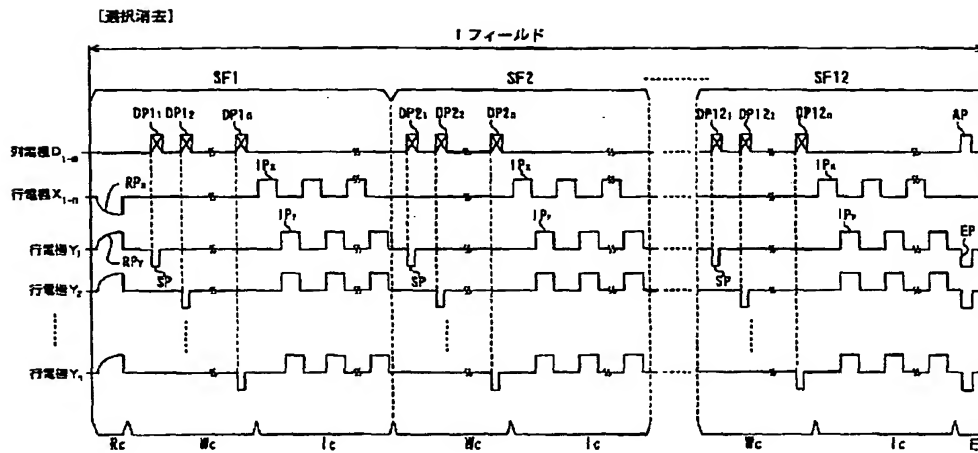 [選択消去]
1フィールド
SF1 SF2 SF12
DP1₁ DP1₂ DP1ₙ DP2₁ DP2₂ DP2ₙ DP12₁ DP12₂ DP12ₙ AP
列電極D₁₋ₘ
RPₓ IPₓ IPₓ IPₓ
行電極X₁₋ₙ
IPᵧ IPᵧ IPᵧ
行電極Y₁
RPᵧ SP SP SP EP
行電極Y₂
行電極Yₙ
Rc Wc Ic Wc Ic Wc Ic E